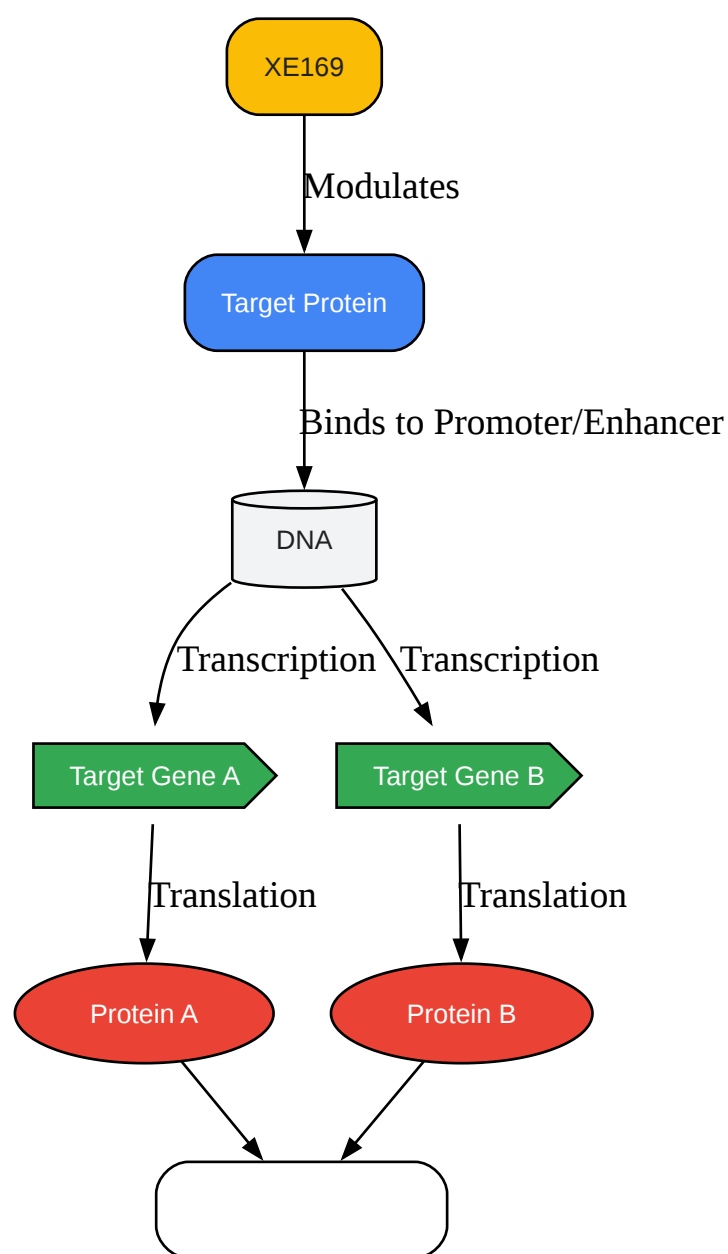 XE169
Modulates
Target Protein
Binds to Promoter/Enhancer
DNA
Transcription
Transcription
Target Gene A
Target Gene B
Translation
Translation
Protein A
Protein B